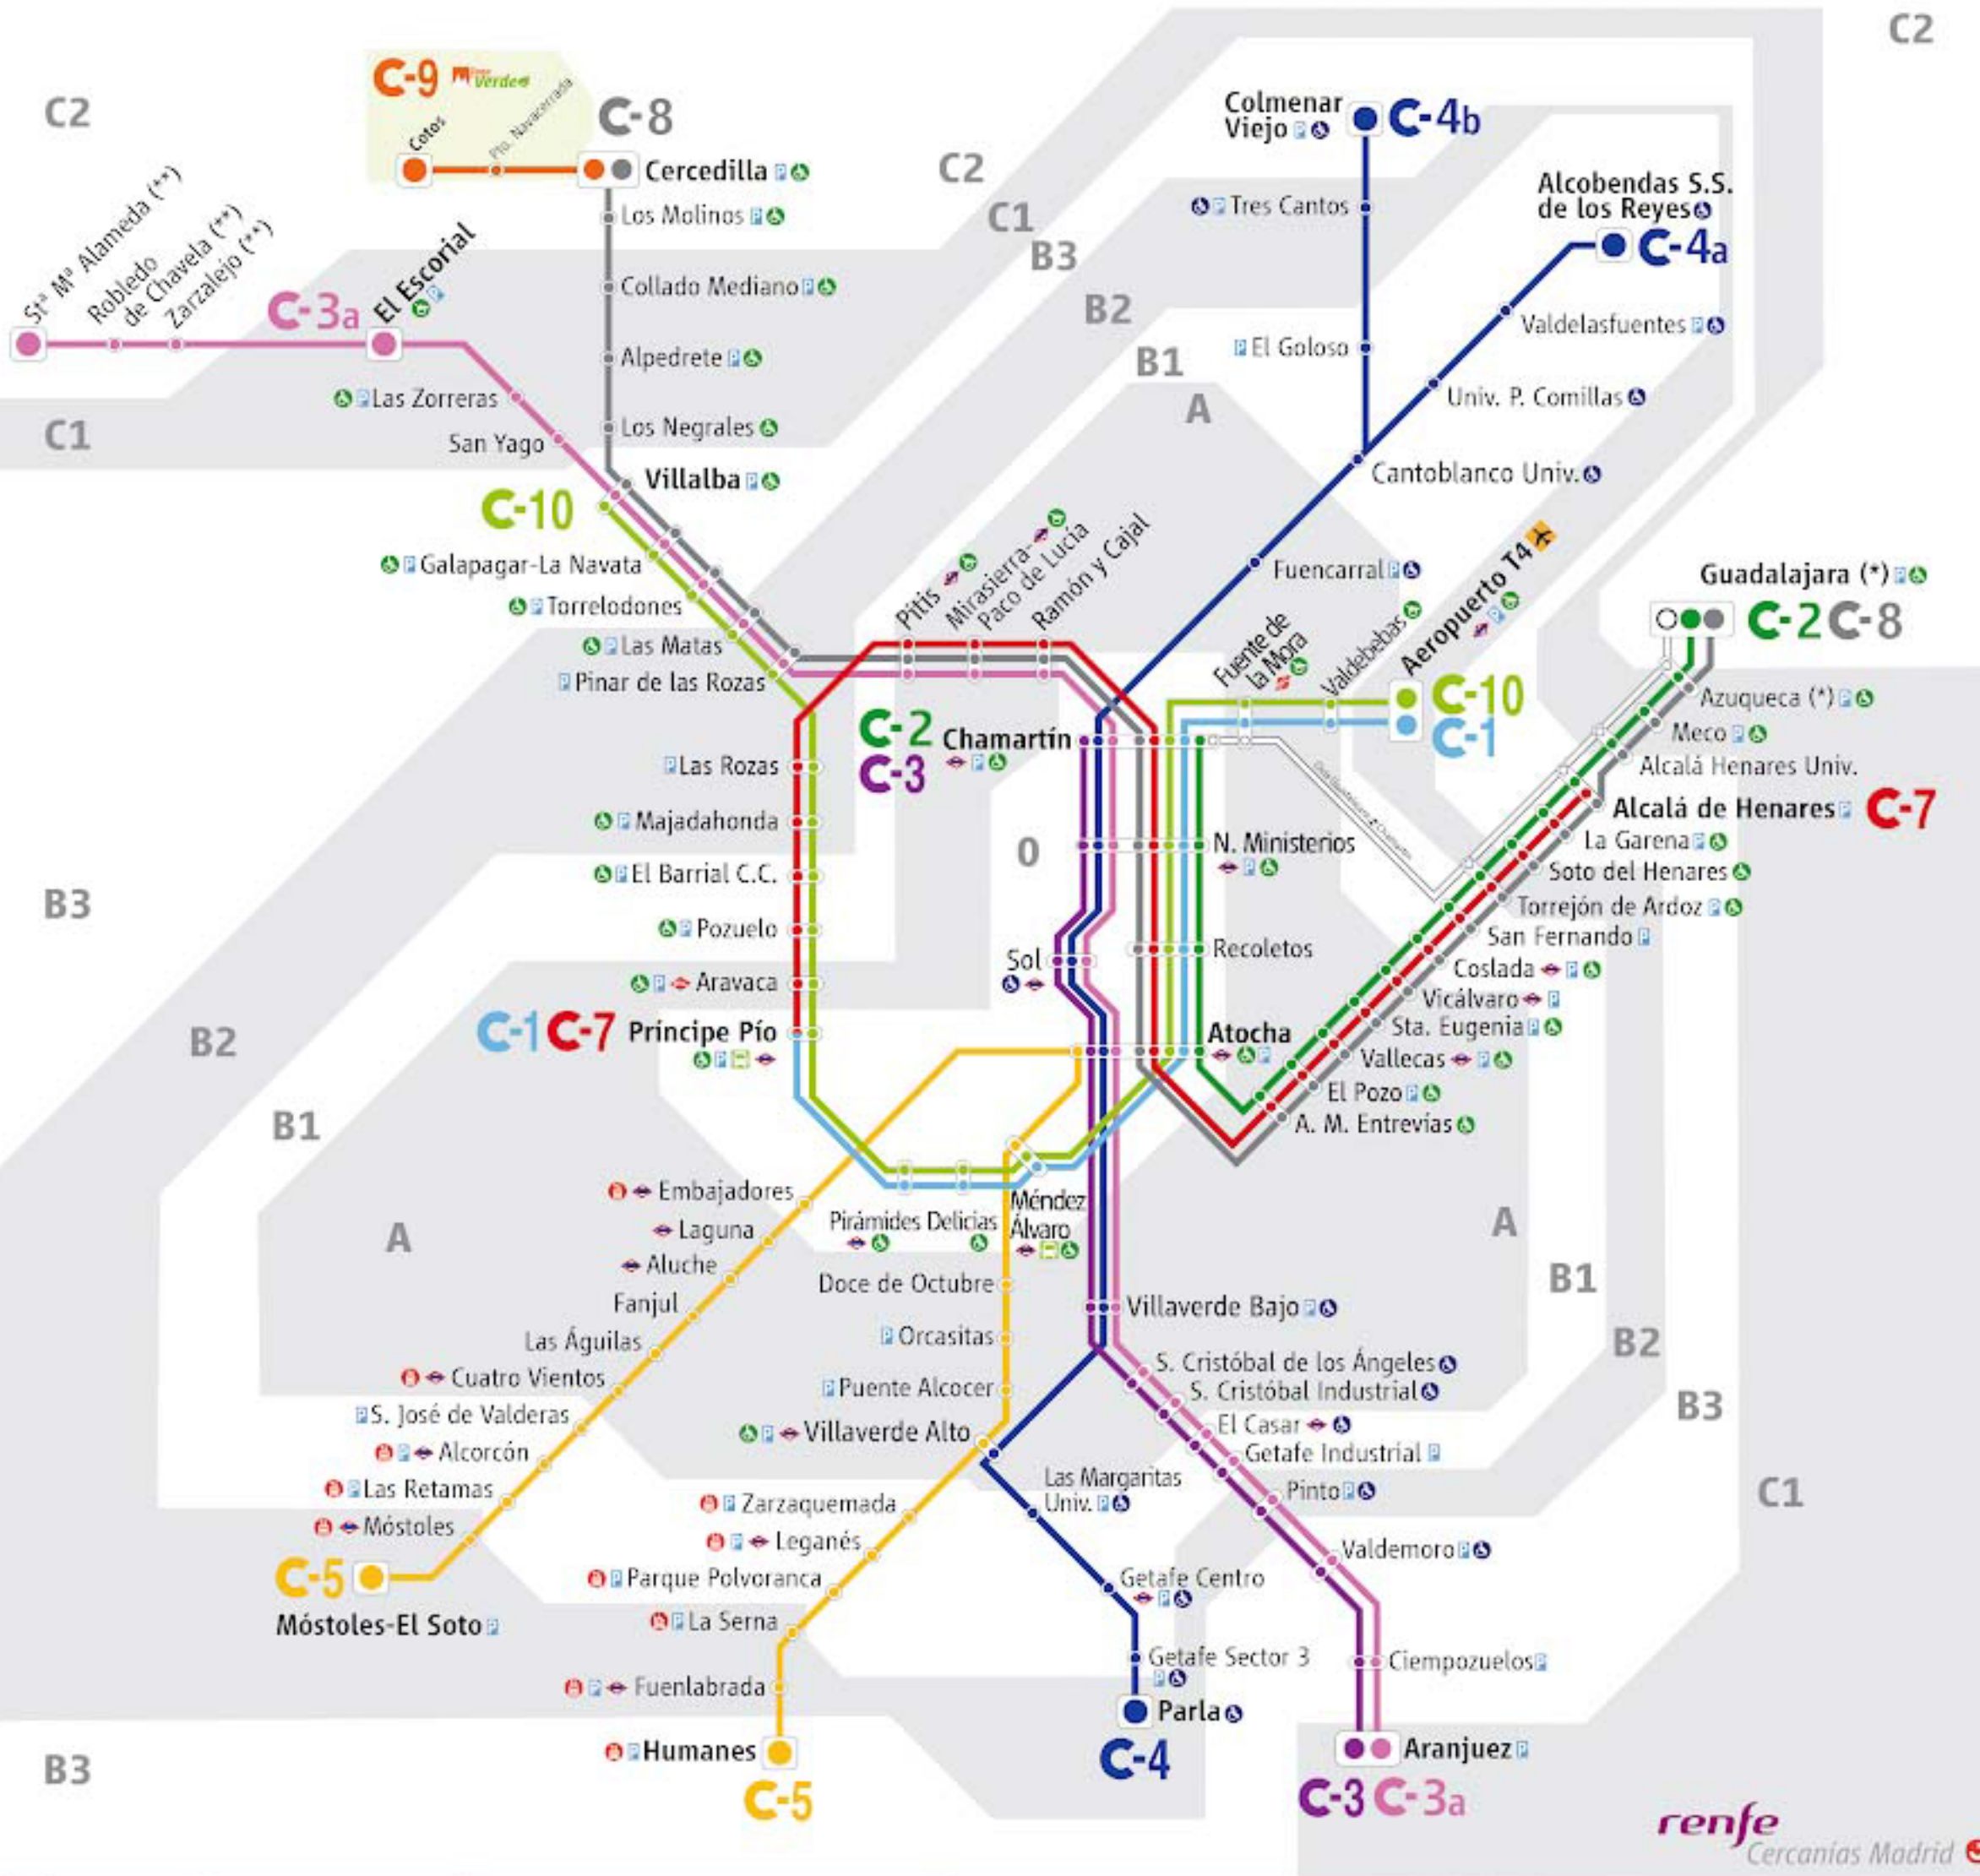 C2
C-9
Verde
C-8
C2
Cotos
Pto. Navacerrada
Cercedilla
Los Molinos
Collado Mediano
Alpedrete
Los Negrales
Villalba
C2
C1
B3
B2
B1
A
Colmenar
Viejo
C-4b
Tres Cantos
El Goloso
Alcobendas S.S.
de los Reyes
C-4a
Valdelasfuentes
Univ. P. Comillas
Cantoblanco Univ.
Fuencarral
Stª Mª Alameda (**)
Robledo
de Chavela (**)
Zarzalejo (**)
C-3a
El Escorial
Las Zorreras
San Yago
C1
C-10
Galapagar-La Navata
Torrelodones
Las Matas
Pinar de las Rozas
Pitis
Mirasierra-
Paco de Lucía
Ramón y Cajal
Fuente de
la Mora
Valdebebas
Aeropuerto T4
C-10
C-1
Guadalajara (*)
C-2 C-8
Azuqueca (*)
Meco
Alcalá Henares Univ.
Alcalá de Henares
C-7
La Garena
Soto del Henares
Torrejón de Ardoz
San Fernando
Coslada
Vicálvaro
Sta. Eugenia
Vallecas
El Pozo
A. M. Entrevías
C-2
C-3
Chamartín
N. Ministerios
0
Sol
Recoletos
Atocha
Las Rozas
Majadahonda
El Barrial C.C.
Pozuelo
Aravaca
C-1 C-7 Príncipe Pío
B3
B2
B1
A
Embajadores
Laguna
Aluche
Fanjul
Las Águilas
Cuatro Vientos
S. José de Valderas
Alcorcón
Las Retamas
Móstoles
C-5
Móstoles-El Soto
Pirámides
Delicias
Méndez
Álvaro
Doce de Octubre
Orcasitas
Puente Alcocer
Villaverde Alto
Zarzaquemada
Leganés
Parque Polvoranca
La Serna
Fuenlabrada
Humanes
C-5
Villaverde Bajo
S. Cristóbal de los Ángeles
S. Cristóbal Industrial
El Casar
Getafe Industrial
Pinto
Valdemoro
Ciempozuelos
Aranjuez
C-3 C-3a
Las Margaritas
Univ.
Getafe Centro
Getafe Sector 3
Parla
C-4
A
B1
B2
B3
C1
B3
renfe
Cercanías Madrid